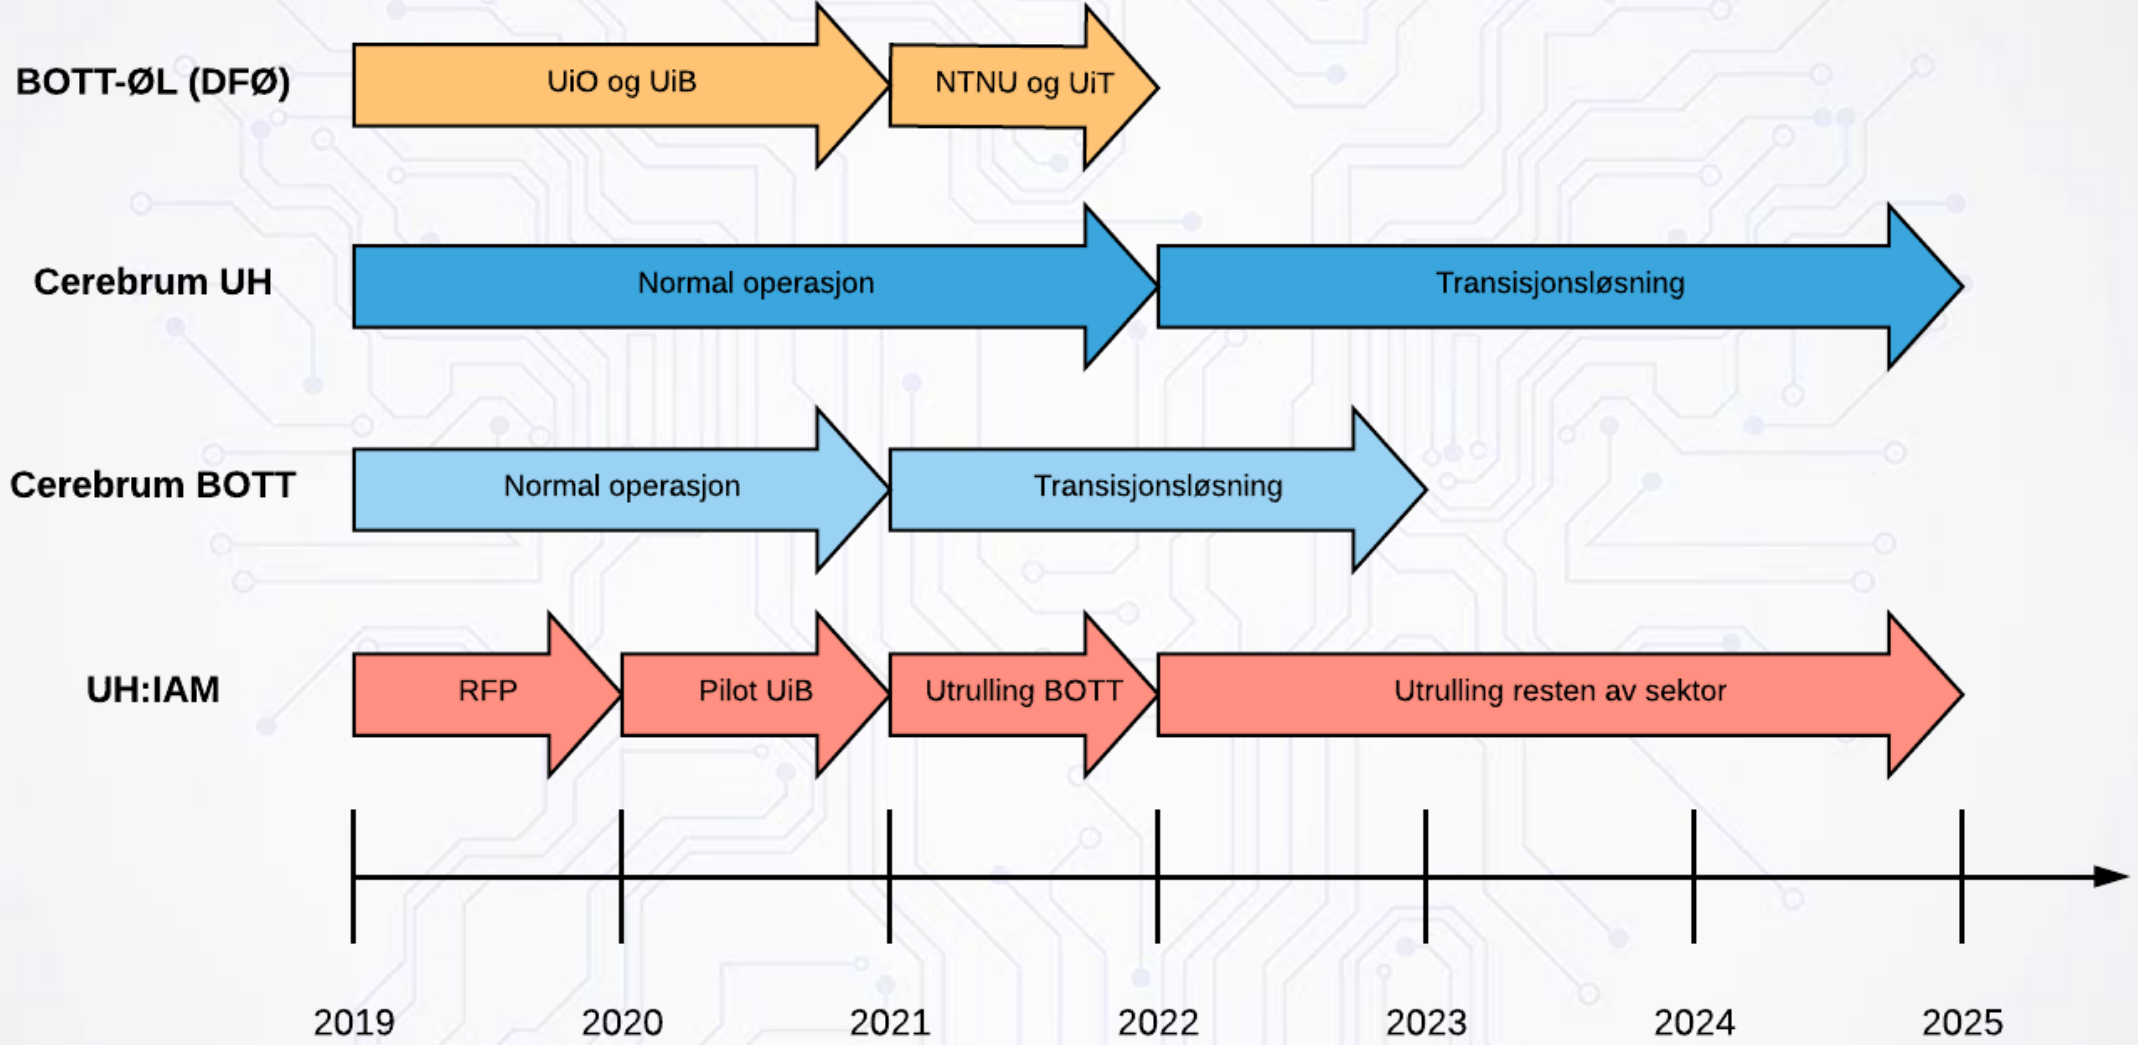 BOTT-ØL (DFØ)
UiO og UiB
NTNU og UiT
Cerebrum UH
Normal operasjon
Transisjonsløsning
Cerebrum BOTT
Normal operasjon
Transisjonsløsning
UH:IAM
RFP
Pilot UiB
Utrulling BOTT
Utrulling resten av sektor
2019
2020
2021
2022
2023
2024
2025